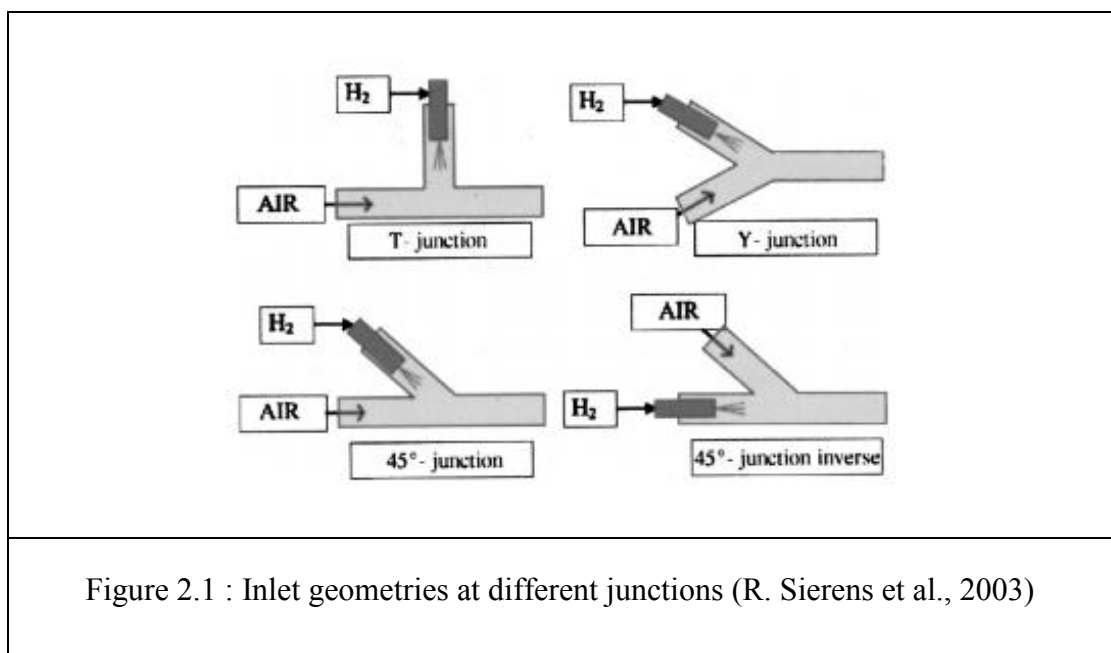 H₂
AIR
T- junction
H₂
AIR
Y- junction
H₂
AIR
45°- junction
AIR
H₂
45°- junction inverse
Figure 2.1 : Inlet geometries at different junctions (R. Sierens et al., 2003)